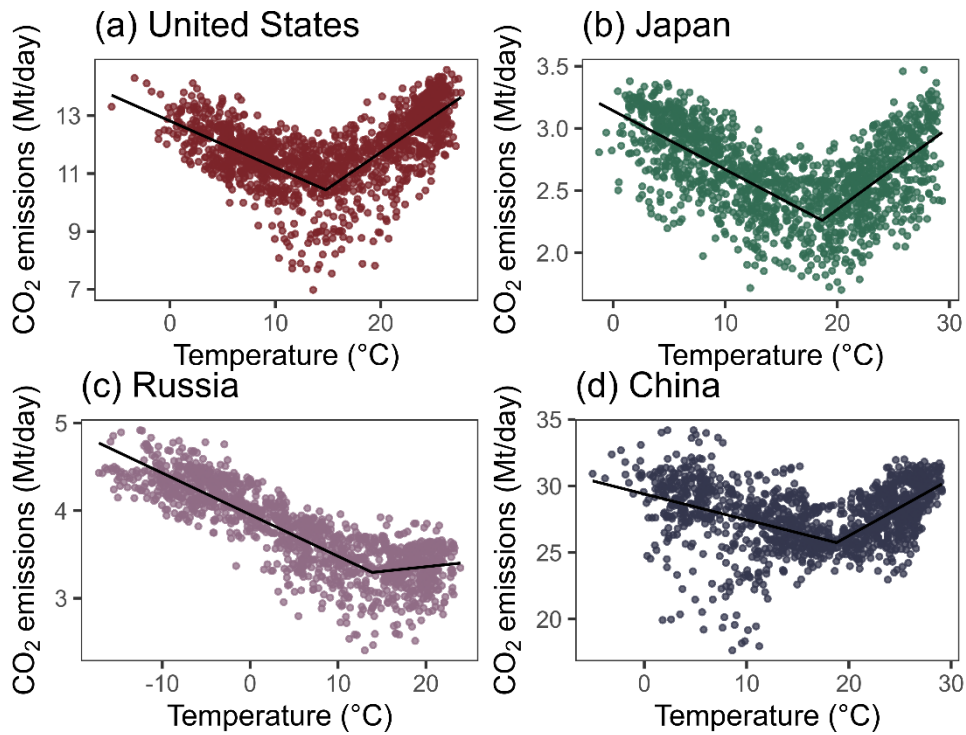 (a) United States
CO₂ emissions (Mt/day)
13
11
9
7
0
20
Temperature (°C)
(b) Japan
CO₂ emissions (Mt/day)
3.5
3.0
2.5
2.0
0
10
20
30
Temperature (°C)
(c) Russia
CO₂ emissions (Mt/day)
5
4
3
-10
0
10
20
Temperature (°C)
(d) China
CO₂ emissions (Mt/day)
35
30
25
20
0
10
20
30
Temperature (°C)